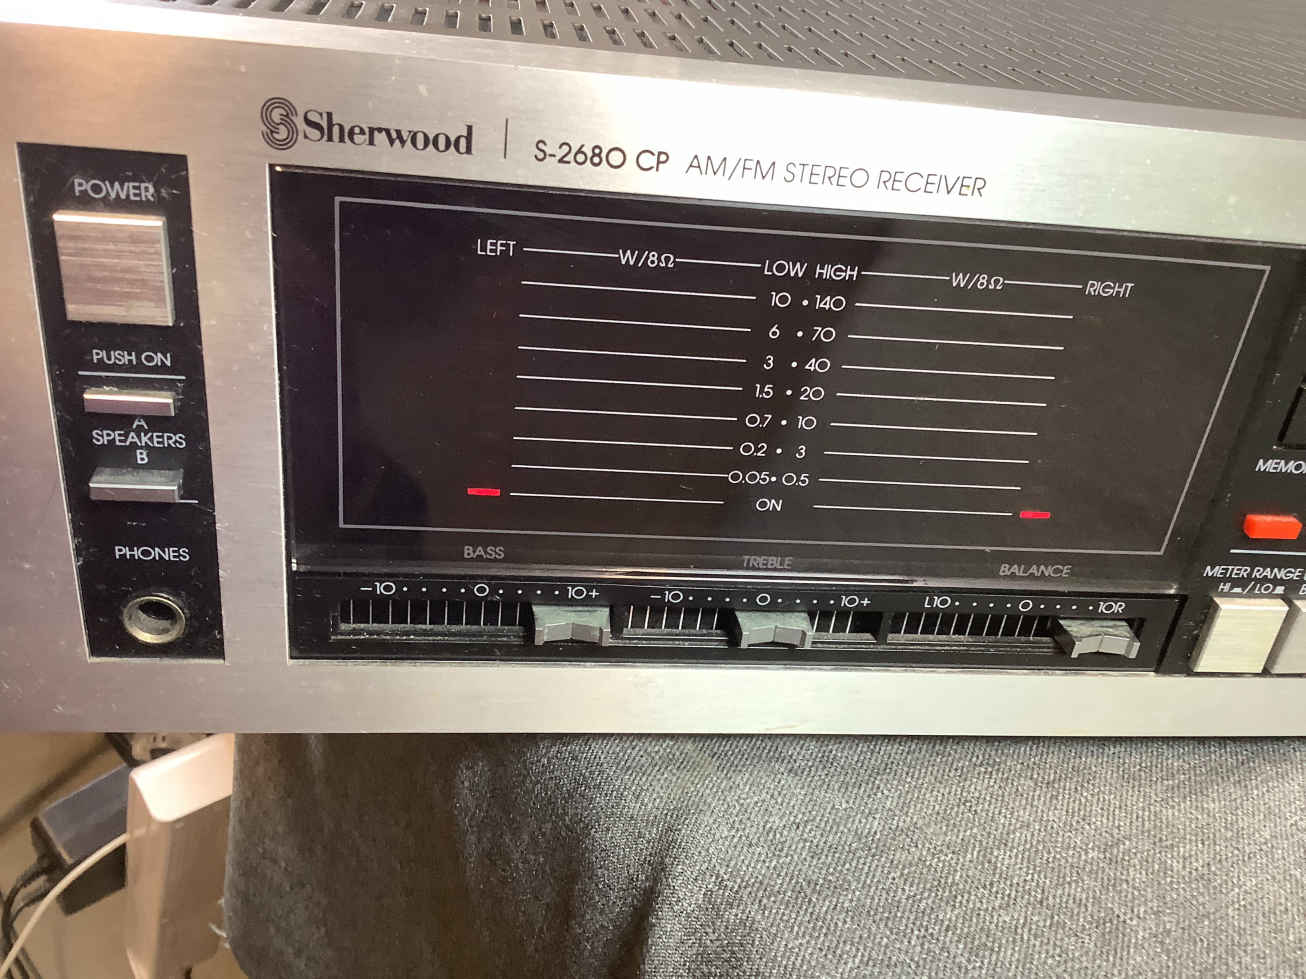 Sherwood | S-2680 CP AM/FM STEREO RECEIVER
POWER
PUSH ON
A
SPEAKERS
B
PHONES
LEFT W/8Ω LOW HIGH W/8Ω RIGHT
10 • 140
6 • 70
3 • 40
1.5 • 20
0.7 • 10
0.2 • 3
0.05 • 0.5
ON
BASS TREBLE BALANCE
-10 • • • • 0 • • • • 10+ -10 • • • • 0 • • • • 10+ L10 • • • • 0 • • • • 10R
METER RANGE
HI / LO